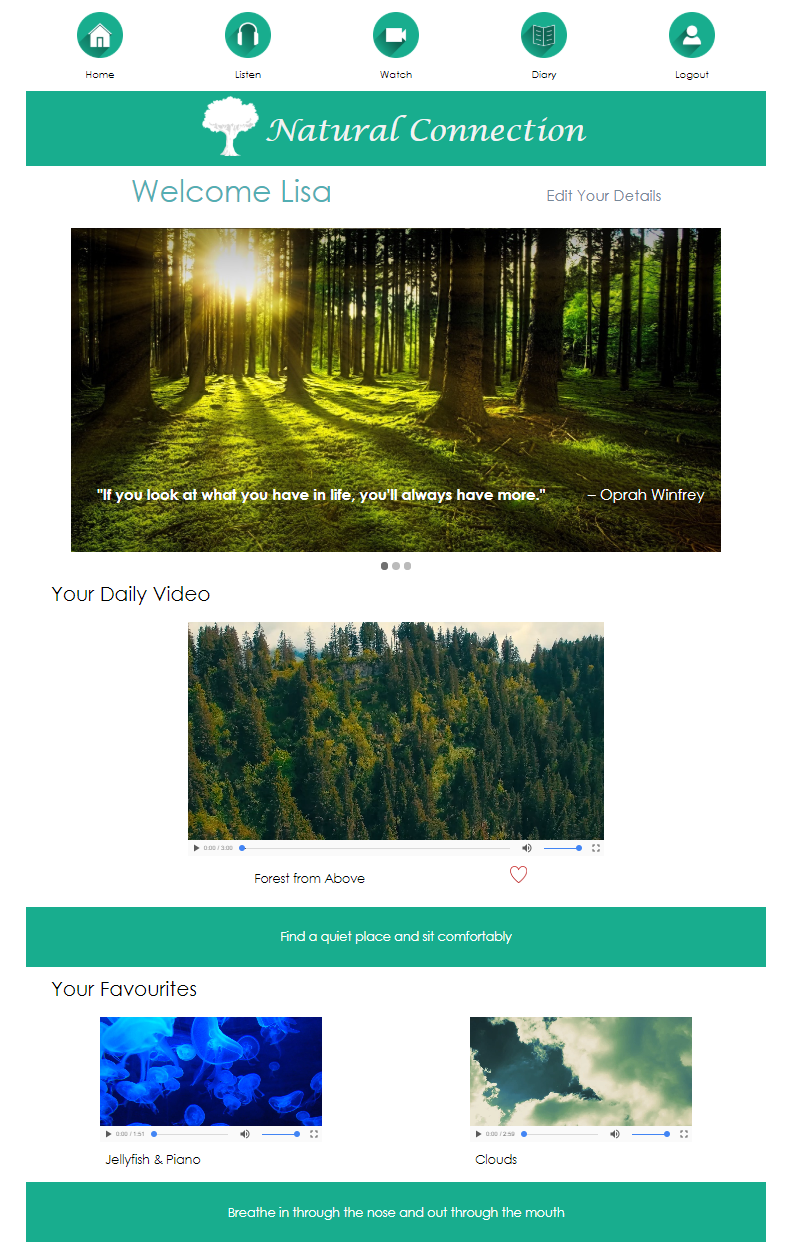 Home Listen Watch Diary Logout
Natural Connection
Welcome Lisa Edit Your Details
"If you look at what you have in life, you'll always have more." – Oprah Winfrey
Your Daily Video
0:00 / 3:00
Forest from Above
Find a quiet place and sit comfortably
Your Favourites
0:00 / 1:51 0:00 / 2:59
Jellyfish & Piano Clouds
Breathe in through the nose and out through the mouth